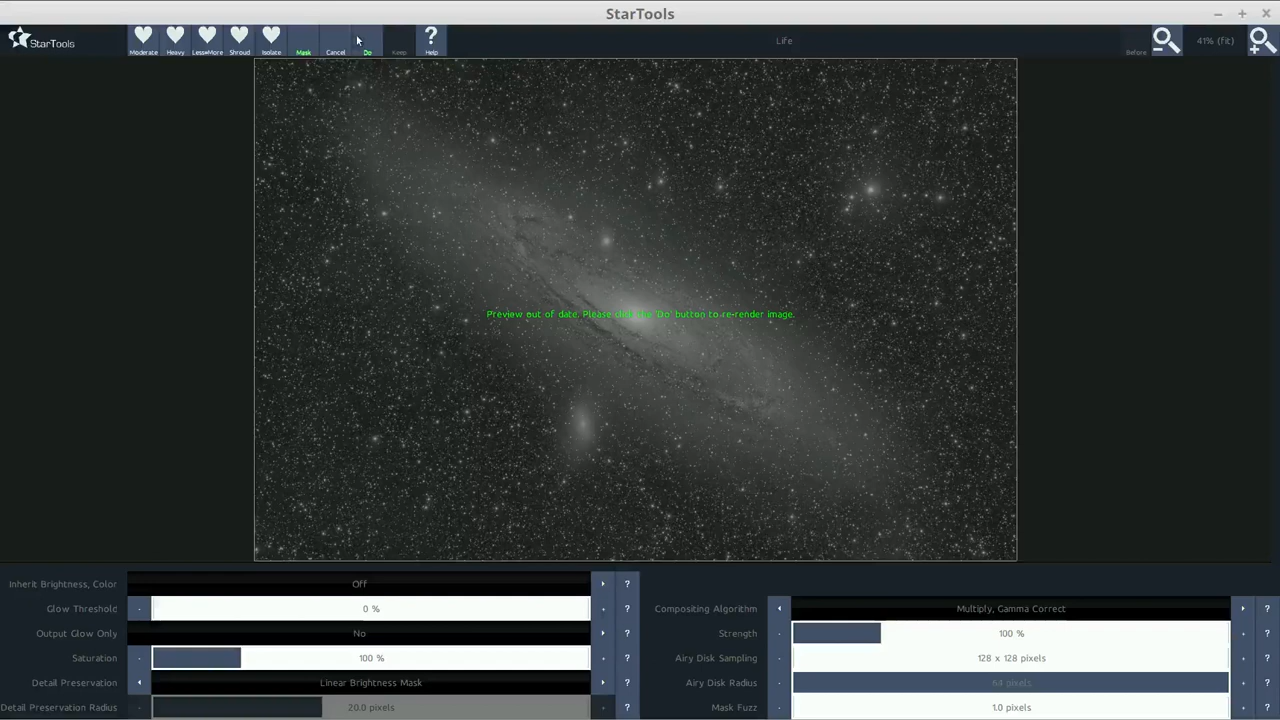 StarTools
StarTools
Moderate
Heavy
Less=More
Shroud
Isolate
Mask
Cancel
Do
Keep
Help
Life
Before
41% (fit)
Preview out of date. Please click the 'Do' button to re-render image.
Inherit Brightness, Color
Off
?
Glow Threshold
-
0 %
+
?
Compositing Algorithm
Multiply, Gamma Correct
?
Output Glow Only
No
?
Strength
-
100 %
+
?
Saturation
-
100 %
+
?
Airy Disk Sampling
-
128 x 128 pixels
+
?
Detail Preservation
Linear Brightness Mask
?
Airy Disk Radius
-
64 pixels
+
?
Detail Preservation Radius
-
20.0 pixels
+
?
Mask Fuzz
-
1.0 pixels
+
?